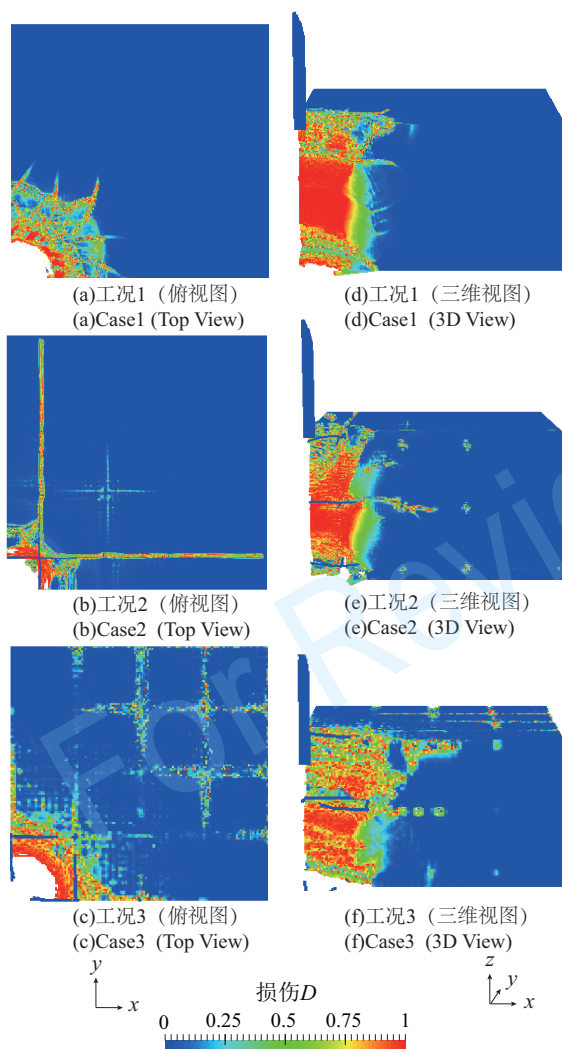 (a)工况1 (俯视图)
(a)Case1 (Top View)
(d)工况1 (三维视图)
(d)Case1 (3D View)
(b)工况2 (俯视图)
(b)Case2 (Top View)
(e)工况2 (三维视图)
(e)Case2 (3D View)
(c)工况3 (俯视图)
(c)Case3 (Top View)
(f)工况3 (三维视图)
(f)Case3 (3D View)
y
x
z
y
x
损伤D
0 0.25 0.5 0.75 1
For Review